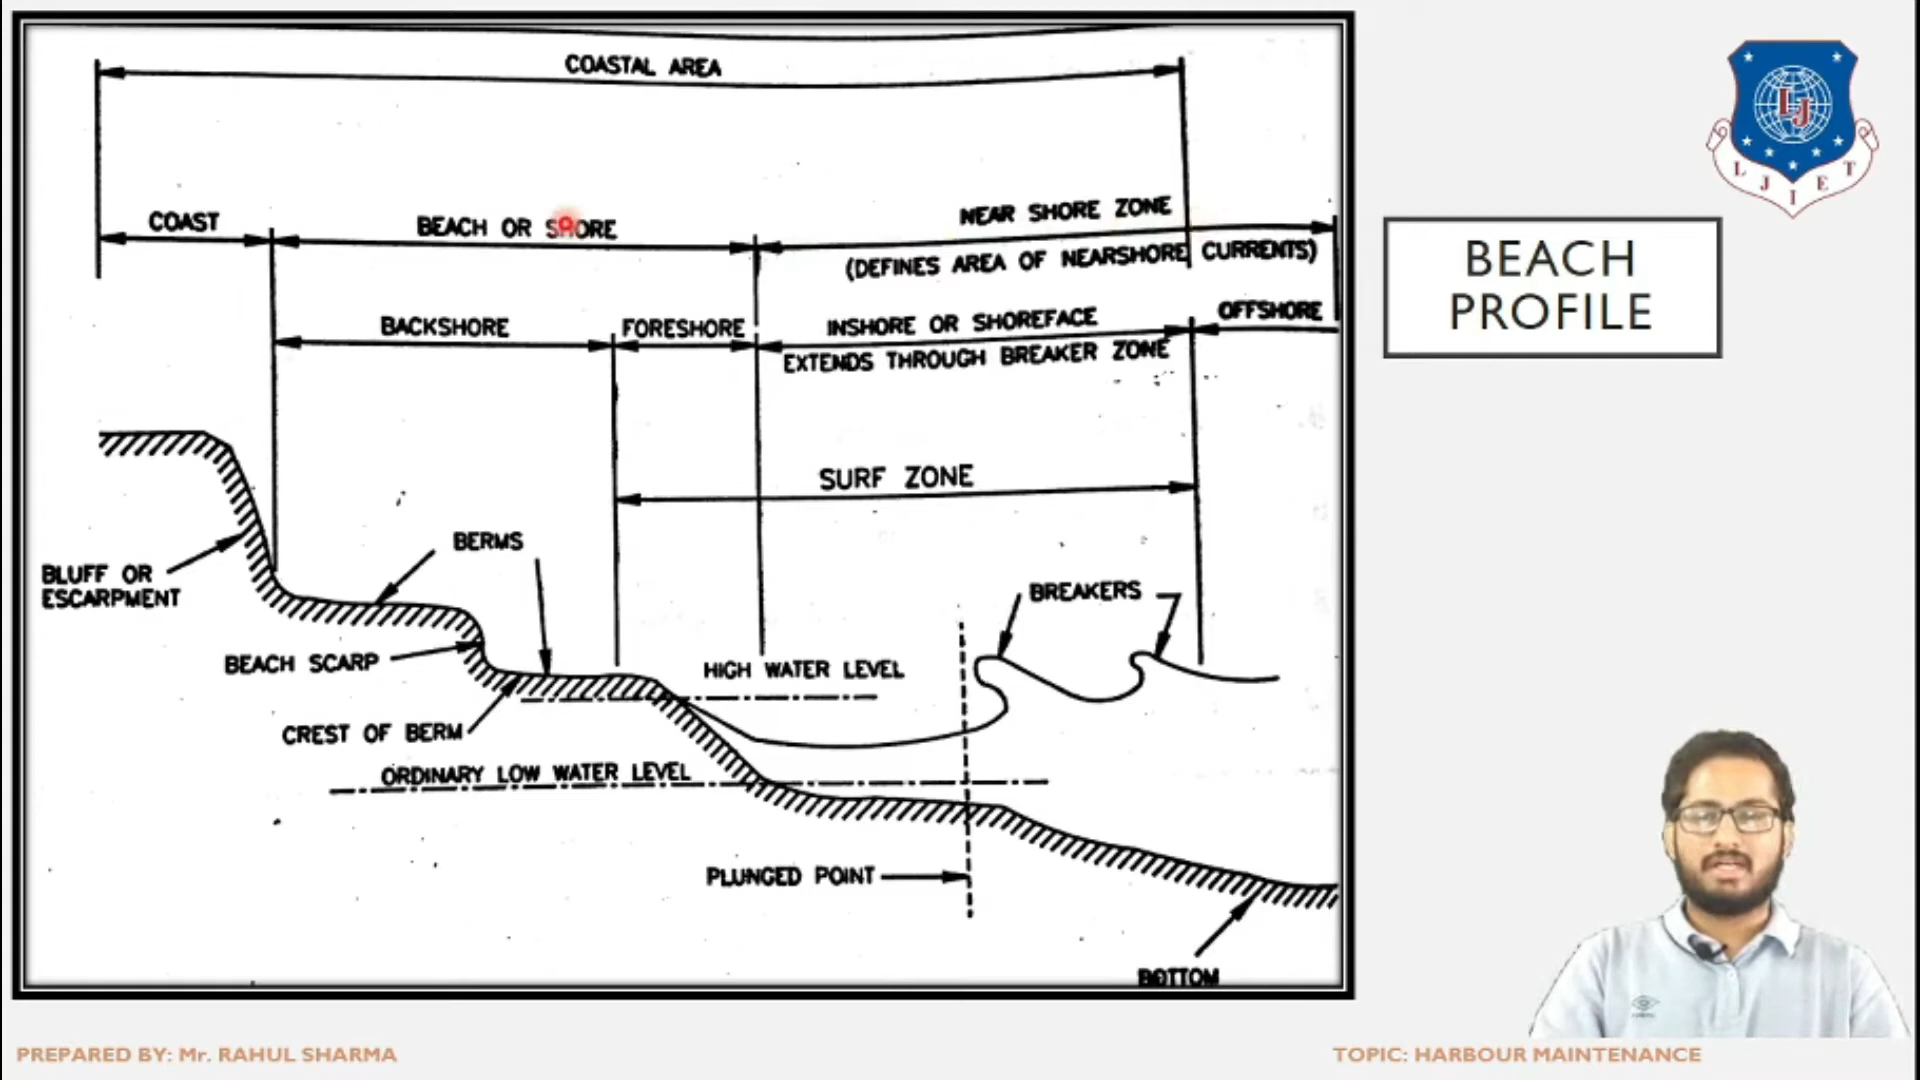 COASTAL AREA
COAST
BEACH OR SHORE
NEAR SHORE ZONE
(DEFINES AREA OF NEARSHORE CURRENTS)
BACKSHORE
FORESHORE
INSHORE OR SHOREFACE
EXTENDS THROUGH BREAKER ZONE
OFFSHORE
SURF ZONE
BERMS
BLUFF OR
ESCARPMENT
BREAKERS
BEACH SCARP
HIGH WATER LEVEL
CREST OF BERM
ORDINARY LOW WATER LEVEL
PLUNGED POINT
BOTTOM
LJ
L J I E T
BEACH
PROFILE
PREPARED BY: Mr. RAHUL SHARMA
TOPIC: HARBOUR MAINTENANCE